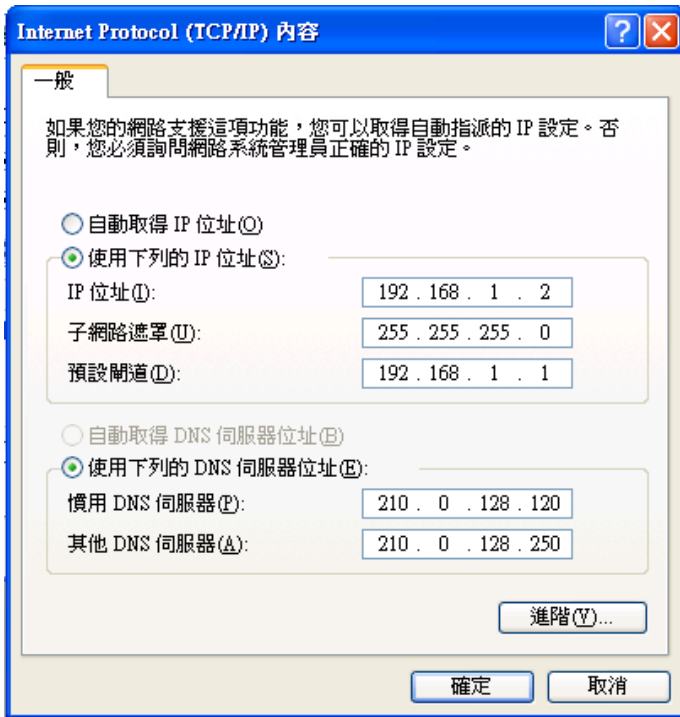 Internet Protocol (TCP/IP) 內容
一般
如果您的網路支援這項功能，您可以取得自動指派的 IP 設定。否
則，您必須詢問網路系統管理員正確的 IP 設定。
自動取得 IP 位址(O)
使用下列的 IP 位址(S):
IP 位址(I): 192 . 168 . 1 . 2
子網路遮罩(U): 255 . 255 . 255 . 0
預設閘道(D): 192 . 168 . 1 . 1
自動取得 DNS 伺服器位址(B)
使用下列的 DNS 伺服器位址(E):
慣用 DNS 伺服器(P): 210 . 0 . 128 . 120
其他 DNS 伺服器(A): 210 . 0 . 128 . 250
進階(V)...
確定 取消